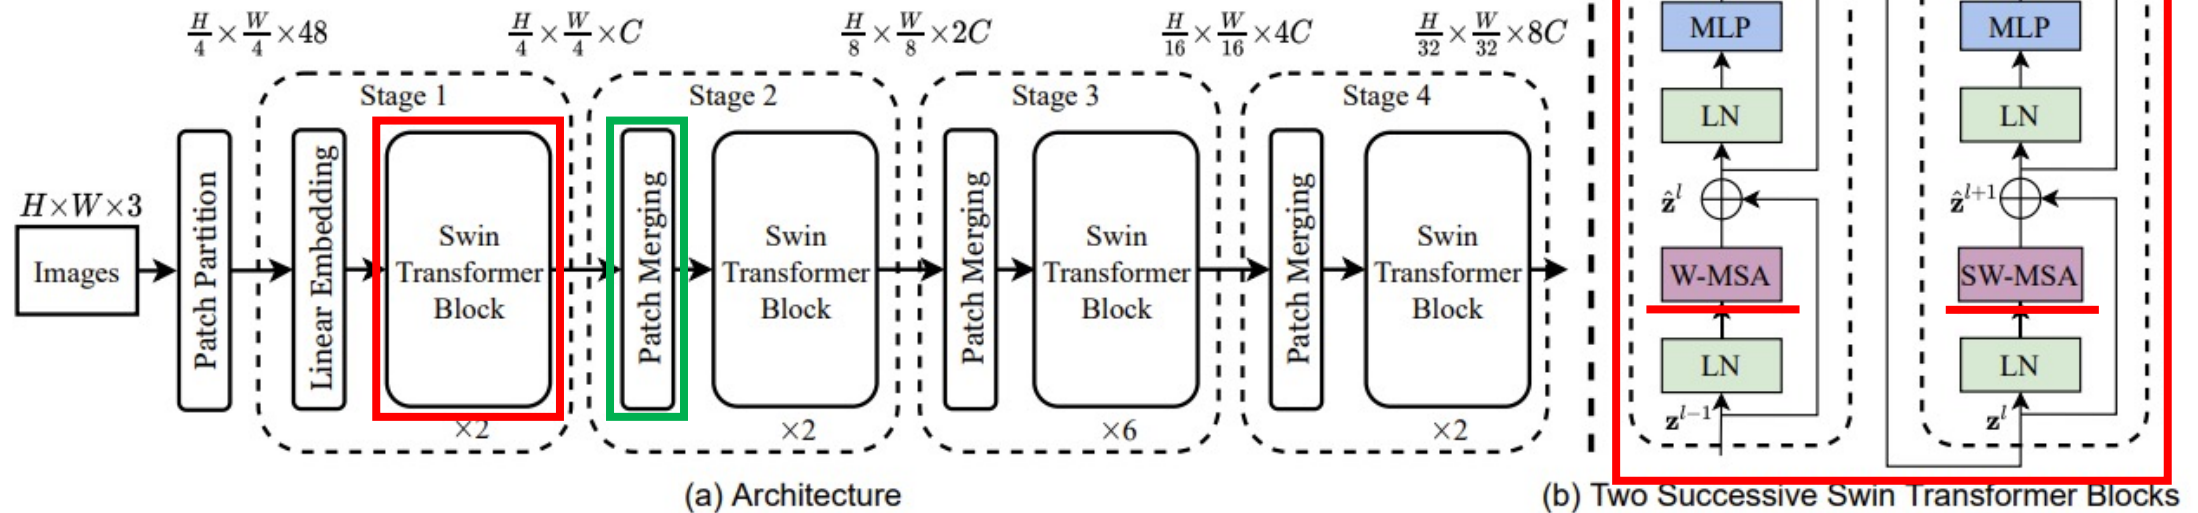 H/4 × W/4 × 48
H/4 × W/4 × C
H/8 × W/8 × 2C
H/16 × W/16 × 4C
H/32 × W/32 × 8C
H×W×3
Images
Patch Partition
Stage 1
Linear Embedding
Swin
Transformer
Block
×2
Stage 2
Patch Merging
Swin
Transformer
Block
×2
Stage 3
Patch Merging
Swin
Transformer
Block
×6
Stage 4
Patch Merging
Swin
Transformer
Block
×2
(a) Architecture
MLP
LN
ẑ^l
W-MSA
LN
z^{l-1}
MLP
LN
ẑ^{l+1}
SW-MSA
LN
z^l
(b) Two Successive Swin Transformer Blocks